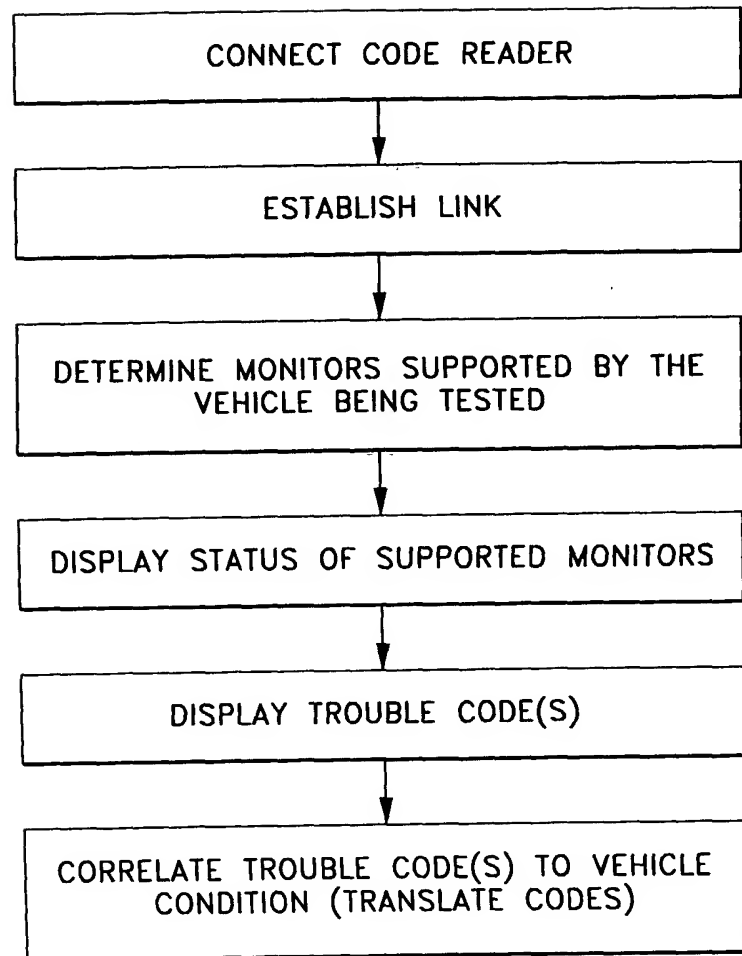 CONNECT CODE READER
ESTABLISH LINK
DETERMINE MONITORS SUPPORTED BY THE
VEHICLE BEING TESTED
DISPLAY STATUS OF SUPPORTED MONITORS
DISPLAY TROUBLE CODE(S)
CORRELATE TROUBLE CODE(S) TO VEHICLE
CONDITION (TRANSLATE CODES)